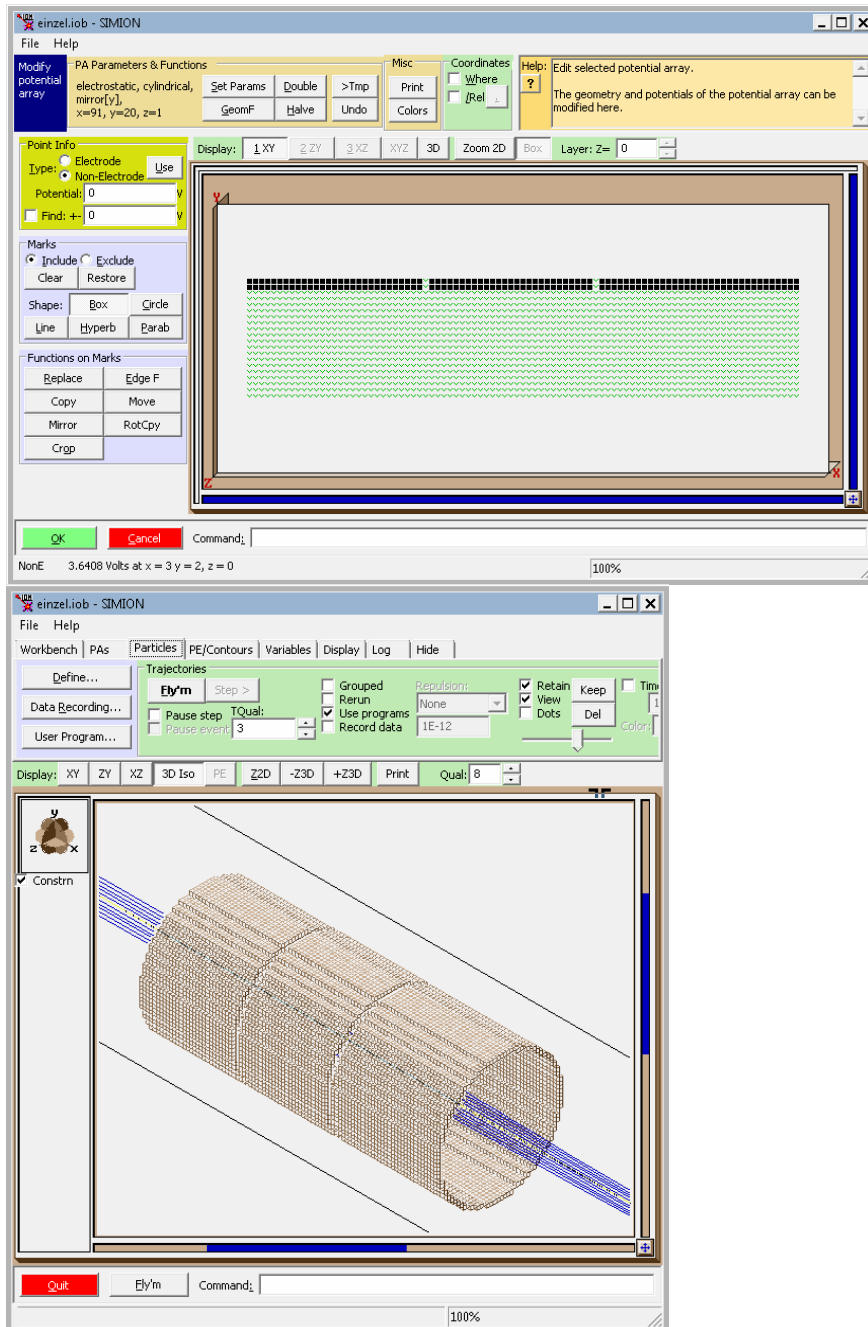 einzel.iob - SIMION
File Help
Modify potential array
PA Parameters & Functions
electrostatic, cylindrical, mirror[y],
x=91, y=20, z=1
Set Params Double >Tmp
GeomF Halve Undo
Misc
Print
Colors
Coordinates
Where
/Rel .
Help:
?
Edit selected potential array.
The geometry and potentials of the potential array can be modified here.
Point Info
Type: Electrode
Non-Electrode
Use
Potential: 0 V
Find: +- 0 V
Display: 1 XY 2 ZY 3 XZ XYZ 3D Zoom 2D Box Layer: Z= 0
Marks
Include Exclude
Clear Restore
Shape: Box Circle
Line Hyperb Parab
Functions on Marks
Replace Edge F
Copy Move
Mirror RotCpy
Crop
Y
Z
X
OK Cancel Command:
NonE 3.6408 Volts at x = 3 y = 2, z = 0 100%
einzel.iob - SIMION
File Help
Workbench PAs Particles PE/Contours Variables Display Log Hide
Define...
Data Recording...
User Program...
Trajectories
Fly'm Step >
Pause step TQual:
Pause event 3
Grouped
Rerun
Use programs
Record data
Repulsion:
None
1E-12
Retain
View
Dots
Keep
Del
Color:
Display: XY ZY XZ 3D Iso PE Z2D -Z3D +Z3D Print Qual: 8
y
z x
Constrn
Quit Fly'm Command:
100%